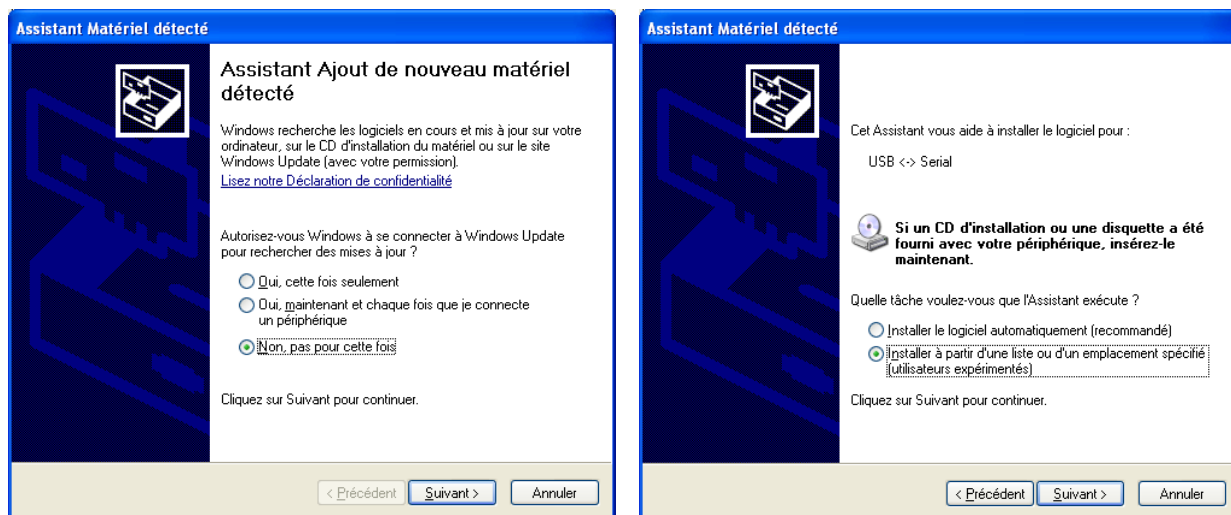 Assistant Matériel détecté
Assistant Ajout de nouveau matériel
détecté
Windows recherche les logiciels en cours et mis à jour sur votre
ordinateur, sur le CD d'installation du matériel ou sur le site
Windows Update (avec votre permission).
Lisez notre Déclaration de confidentialité
Autorisez-vous Windows à se connecter à Windows Update
pour rechercher des mises à jour ?
Oui, cette fois seulement
Oui, maintenant et chaque fois que je connecte
un périphérique
Non, pas pour cette fois
Cliquez sur Suivant pour continuer.
< Précédent
Suivant >
Annuler
Assistant Matériel détecté
Cet Assistant vous aide à installer le logiciel pour :
USB <-> Serial
Si un CD d'installation ou une disquette a été
fourni avec votre périphérique, insérez-le
maintenant.
Quelle tâche voulez-vous que l'Assistant exécute ?
Installer le logiciel automatiquement (recommandé)
Installer à partir d'une liste ou d'un emplacement spécifié
(utilisateurs expérimentés)
Cliquez sur Suivant pour continuer.
< Précédent
Suivant >
Annuler